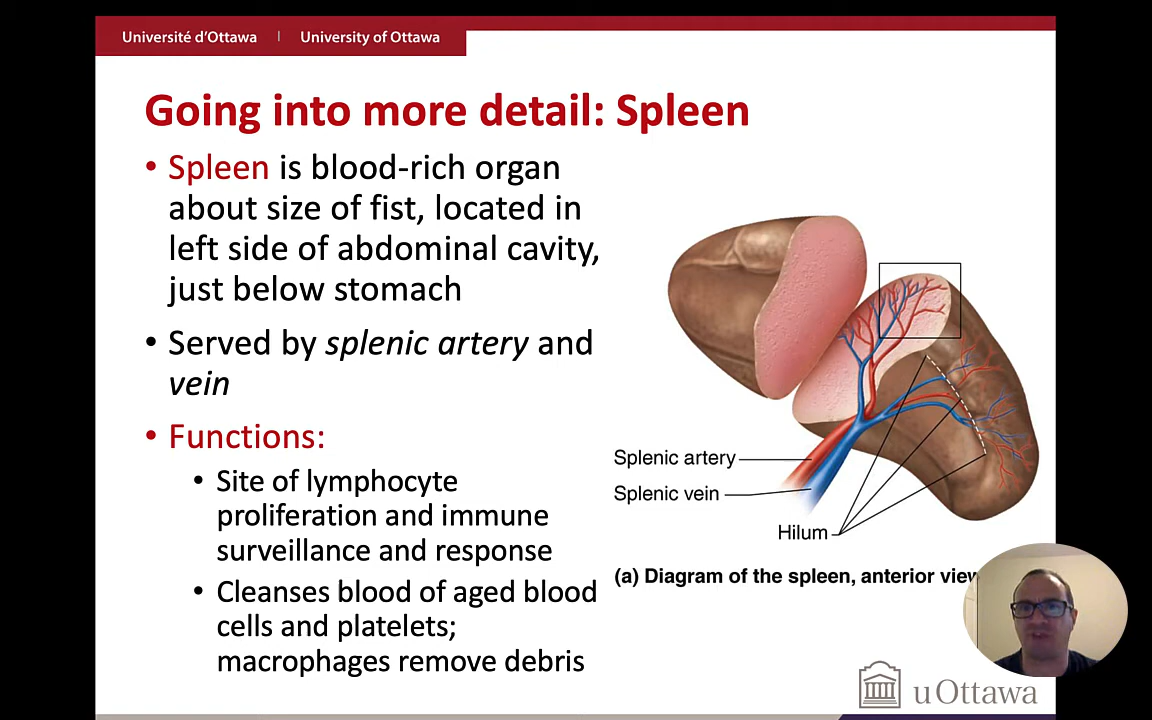 Université d'Ottawa | University of Ottawa
Going into more detail: Spleen
• Spleen is blood-rich organ
about size of fist, located in
left side of abdominal cavity,
just below stomach
• Served by splenic artery and
vein
• Functions:
• Site of lymphocyte
proliferation and immune
surveillance and response
• Cleanses blood of aged blood
cells and platelets;
macrophages remove debris
Splenic artery
Splenic vein
Hilum
(a) Diagram of the spleen, anterior view
uOttawa